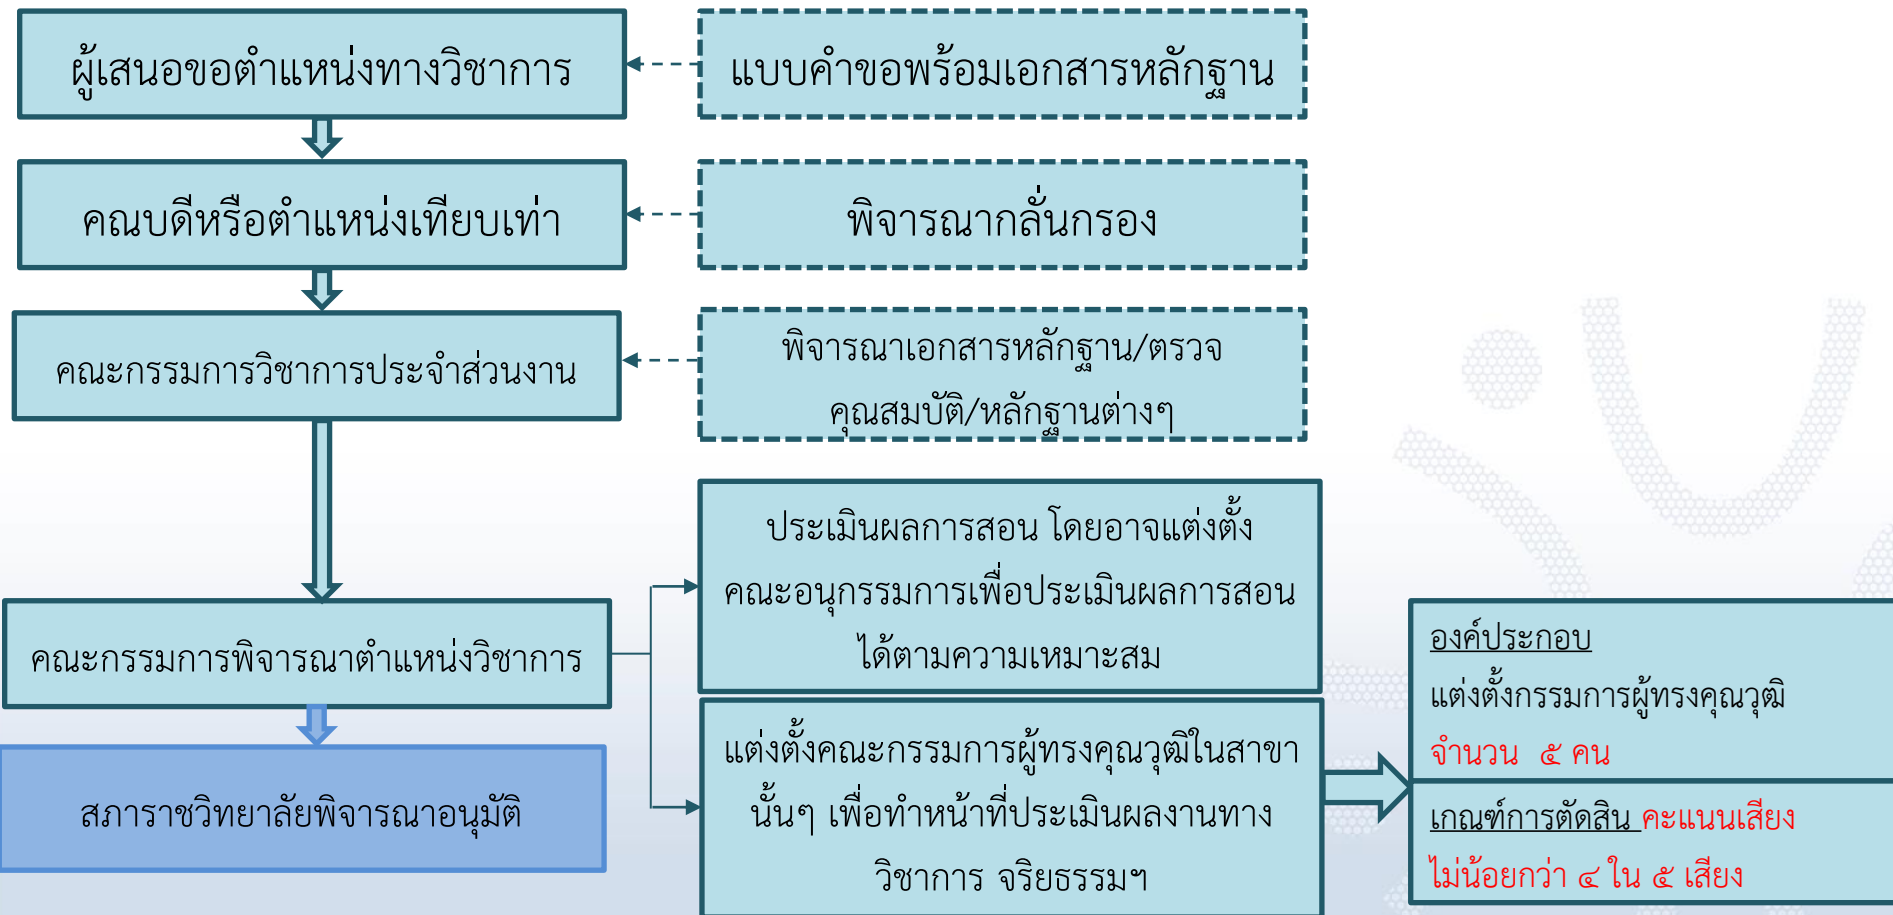 ผู้เสนอขอตำแหน่งทางวิชาการ
แบบคำขอพร้อมเอกสารหลักฐาน
คณบดีหรือตำแหน่งเทียบเท่า
พิจารณากลั่นกรอง
คณะกรรมการวิชาการประจำส่วนงาน
พิจารณาเอกสารหลักฐาน/ตรวจ
คุณสมบัติ/หลักฐานต่างๆ
คณะกรรมการพิจารณาตำแหน่งวิชาการ
ประเมินผลการสอน โดยอาจแต่งตั้ง
คณะอนุกรรมการเพื่อประเมินผลการสอน
ได้ตามความเหมาะสม
แต่งตั้งคณะกรรมการผู้ทรงคุณวุฒิในสาขา
นั้นๆ เพื่อทำหน้าที่ประเมินผลงานทาง
วิชาการ จริยธรรมฯ
องค์ประกอบ
แต่งตั้งกรรมการผู้ทรงคุณวุฒิ
จำนวน ๕ คน
เกณฑ์การตัดสิน คะแนนเสียง
ไม่น้อยกว่า ๔ ใน ๕ เสียง
สภาราชวิทยาลัยพิจารณาอนุมัติ